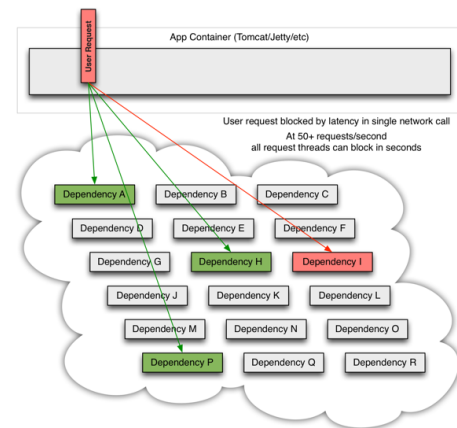 User Request
App Container (Tomcat/Jetty/etc)
User request blocked by latency in single network call
At 50+ requests/second
all request threads can block in seconds
Dependency A
Dependency B
Dependency C
Dependency D
Dependency E
Dependency F
Dependency G
Dependency H
Dependency I
Dependency J
Dependency K
Dependency L
Dependency M
Dependency N
Dependency O
Dependency P
Dependency Q
Dependency R